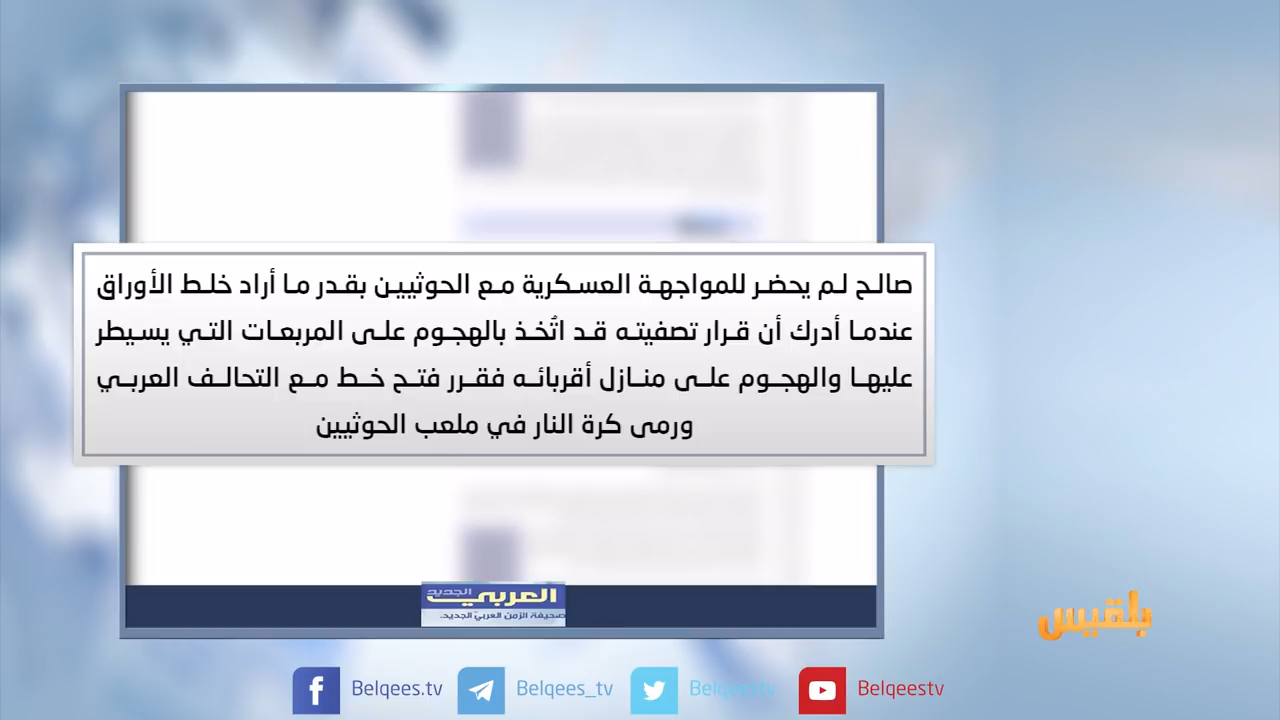 صالح لم يحضر للمواجهة العسكرية مع الحوثيين بقدر ما أراد خلط الأوراق
عندما أدرك أن قرار تصفيته قد اتُخذ بالهجوم على المربعات التي يسيطر
عليها والهجوم على منازل أقربائه فقرر فتح خط مع التحالف العربي
ورمى كرة النار في ملعب الحوثيين
العربي الجديد
صحيفة الزمن العربيّ الجديد.
بلقيس
Belqees.tv
Belqees_tv
Belqeestv
Belqeestv